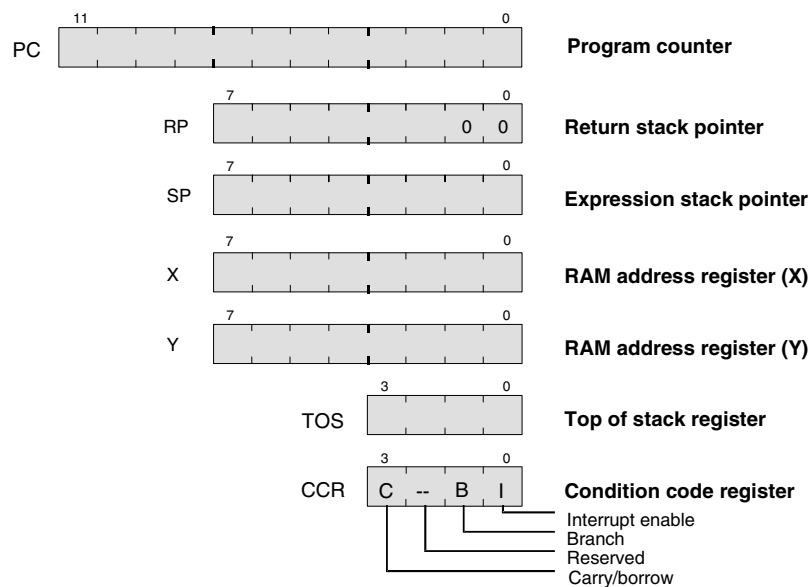 11 0
PC Program counter
7 0
RP 0 0 Return stack pointer
7 0
SP Expression stack pointer
7 0
X RAM address register (X)
7 0
Y RAM address register (Y)
3 0
TOS Top of stack register
3 0
CCR C -- B I Condition code register
Interrupt enable
Branch
Reserved
Carry/borrow